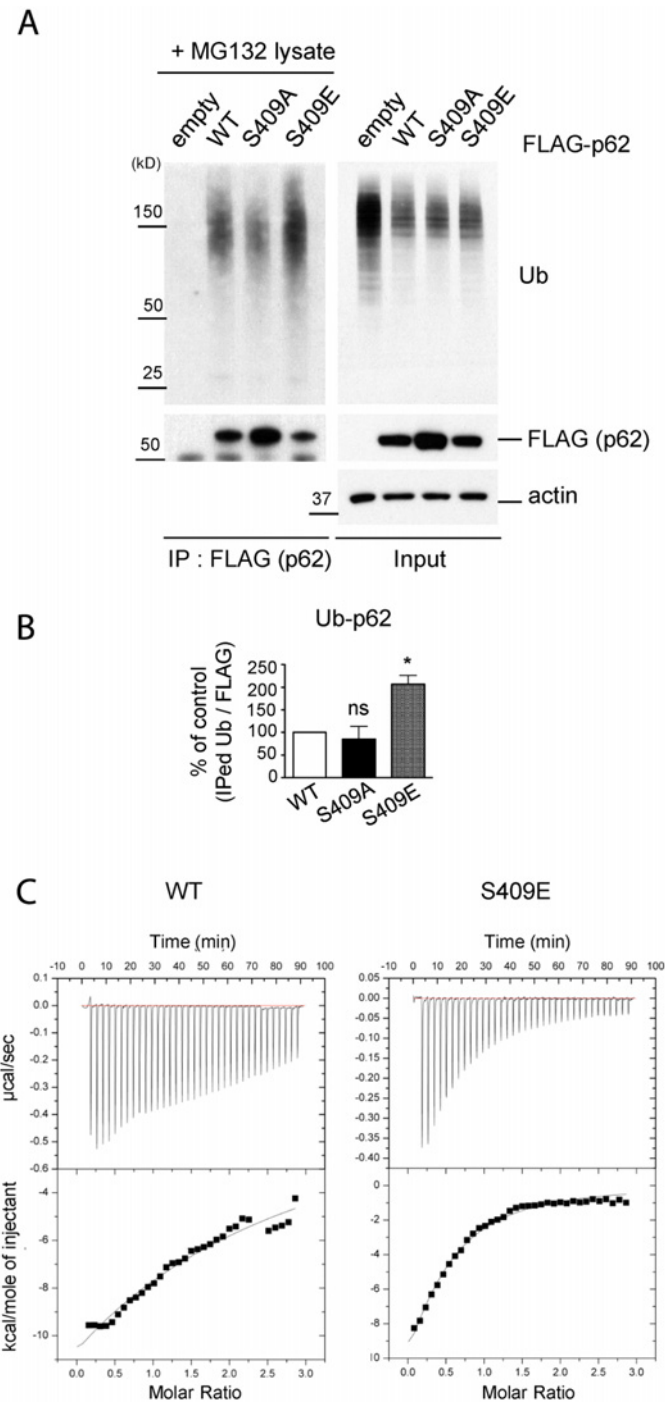 A
+ MG132 lysate
empty WT S409A S409E empty WT S409A S409E FLAG-p62
(kD)
150
50
25
Ub
50
FLAG (p62)
37
actin
IP : FLAG (p62) Input
B
Ub-p62
% of control
(IPed Ub / FLAG)
250
200
150
100
50
0
ns
*
WT S409A S409E
C
WT S409E
Time (min) Time (min)
-10 0 10 20 30 40 50 60 70 80 90 100 -10 0 10 20 30 40 50 60 70 80 90 100
µcal/sec
0.1
0.0
-0.1
-0.2
-0.3
-0.4
-0.5
-0.6
0.05
0.00
-0.05
-0.10
-0.15
-0.20
-0.25
-0.30
-0.35
-0.40
kcal/mole of injectant
-4
-6
-8
-10
0
-2
-4
-6
-8
10
0.0 0.5 1.0 1.5 2.0 2.5 3.0 0.0 0.5 1.0 1.5 2.0 2.5 3.0
Molar Ratio Molar Ratio